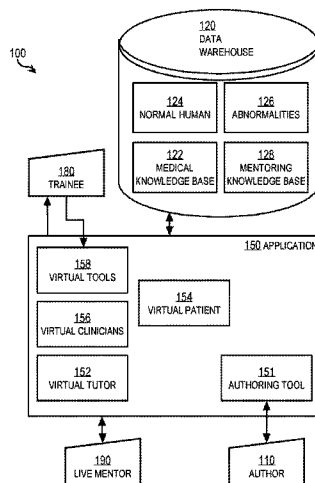 100
120
DATA
WAREHOUSE
124
NORMAL HUMAN
126
ABNORMALITIES
122
MEDICAL
KNOWLEDGE BASE
128
MENTORING
KNOWLEDGE BASE
180
TRAINEE
150 APPLICATION
158
VIRTUAL TOOLS
154
VIRTUAL PATIENT
156
VIRTUAL CLINICIANS
152
VIRTUAL TUTOR
151
AUTHORING TOOL
190
LIVE MENTOR
110
AUTHOR